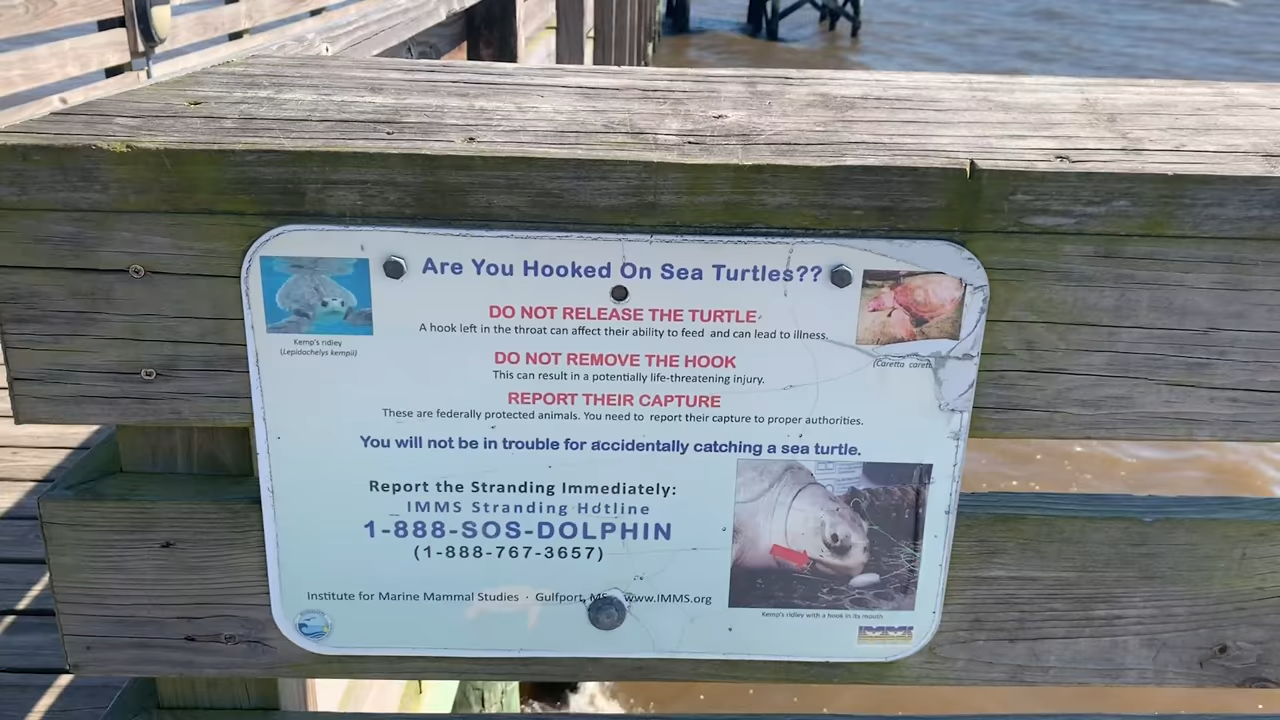 Are You Hooked On Sea Turtles??
DO NOT RELEASE THE TURTLE
A hook left in the throat can affect their ability to feed and can lead to illness.
Kemp's ridley
(Lepidochelys kempii)
DO NOT REMOVE THE HOOK
This can result in a potentially life-threatening injury.
(Caretta
REPORT THEIR CAPTURE
These are federally protected animals. You need to report their capture to proper authorities.
You will not be in trouble for accidentally catching a sea turtle.
Report the Stranding Immediately:
IMMS Stranding Hotline
1-888-SOS-DOLPHIN
(1-888-767-3657)
Institute for Marine Mammal Studies · Gulfport, MS www.IMMS.org
Kemp's ridley with a hook in its mouth